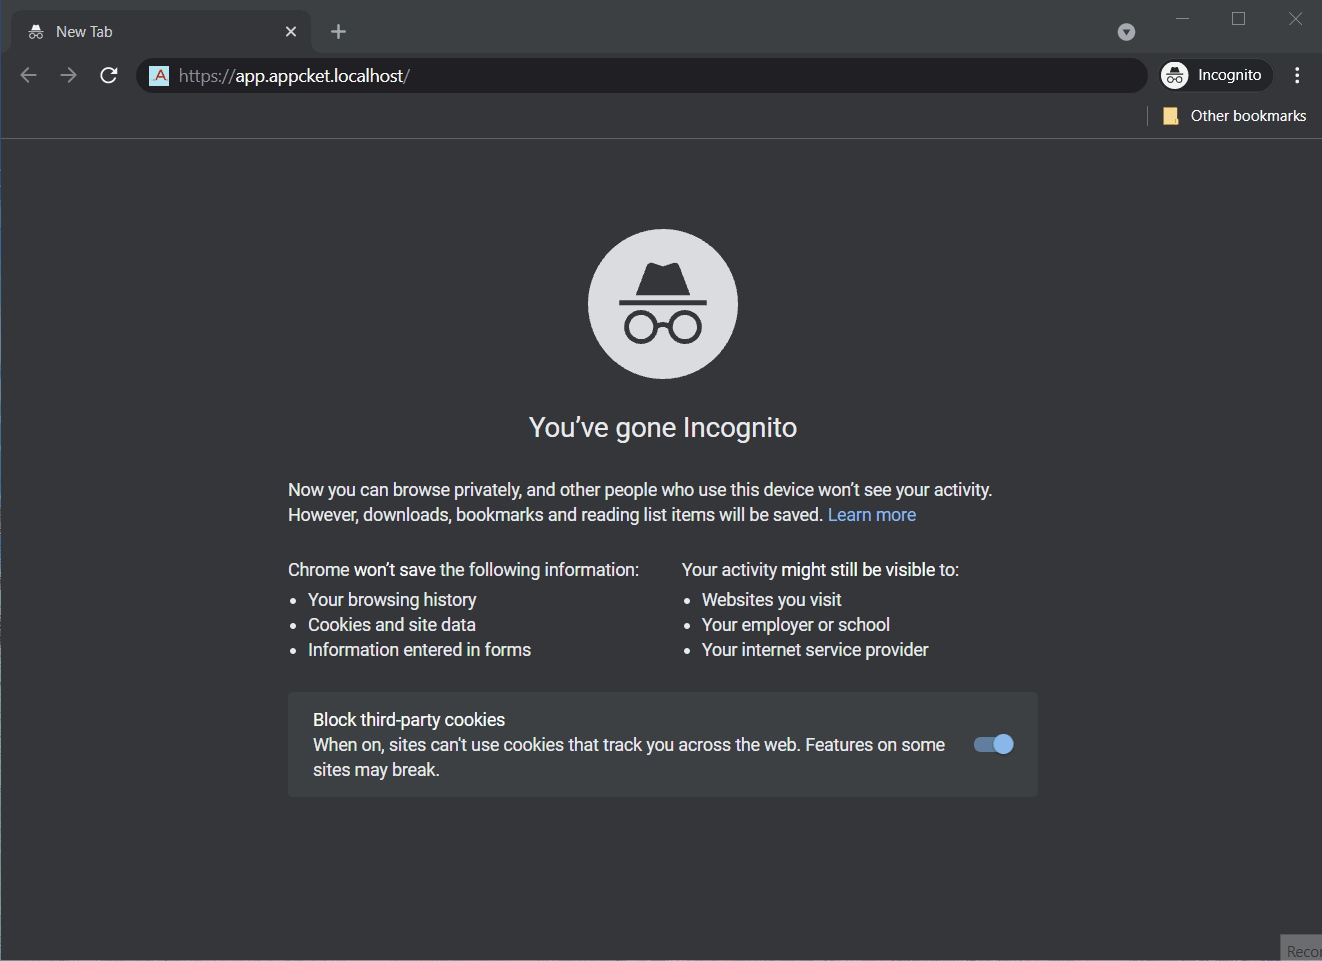 New Tab
A https://app.appcket.localhost/ Incognito
Other bookmarks
You’ve gone Incognito
Now you can browse privately, and other people who use this device won’t see your activity.
However, downloads, bookmarks and reading list items will be saved. Learn more
Chrome won’t save the following information:
Your browsing history
Cookies and site data
Information entered in forms
Your activity might still be visible to:
Websites you visit
Your employer or school
Your internet service provider
Block third-party cookies
When on, sites can't use cookies that track you across the web. Features on some
sites may break.